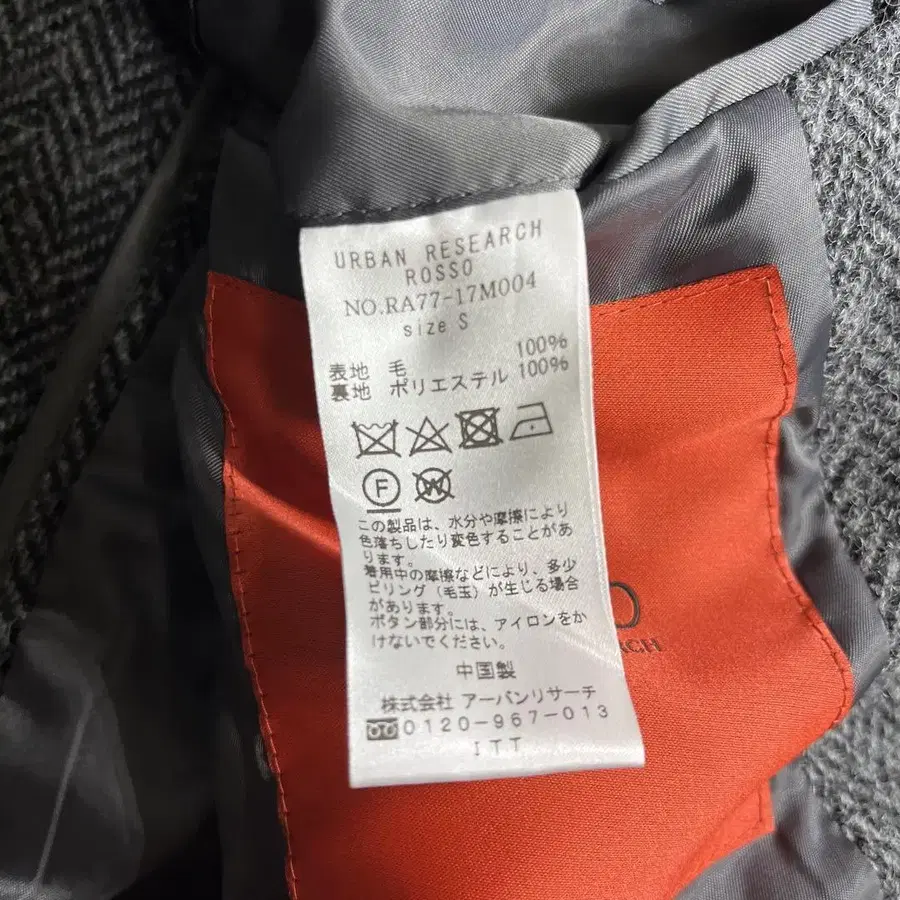 URBAN RESEARCH
ROSSO
NO.RA77-17M004
size S
表地 毛 100%
裏地 ポリエステル 100%
F W
この製品は、水分や摩擦により
色落ちしたり変色することがあ
ります。
着用中の摩擦などにより、多少
ピリング（毛玉）が生じる場合
があります。
ボタン部分には、アイロンをか
けないでください。
中国製
株式会社 アーバンリサーチ
0120-967-013
ITT